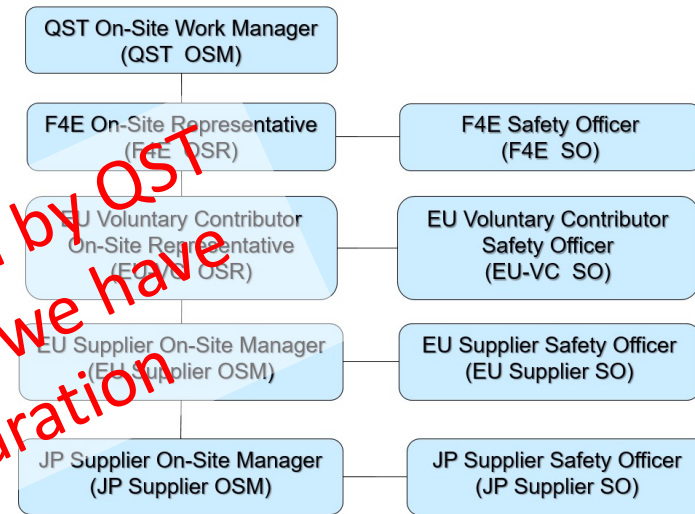 QST On-Site Work Manager
(QST OSM)
F4E On-Site Representative
(F4E OSR)
F4E Safety Officer
(F4E SO)
EU Voluntary Contributor
On-Site Representative
(EU-VC OSR)
EU Voluntary Contributor
Safety Officer
(EU-VC SO)
EU Supplier On-Site Manager
(EU Supplier OSM)
EU Supplier Safety Officer
(EU Supplier SO)
JP Supplier On-Site Manager
(JP Supplier OSM)
JP Supplier Safety Officer
(JP Supplier SO)
by QST
we have